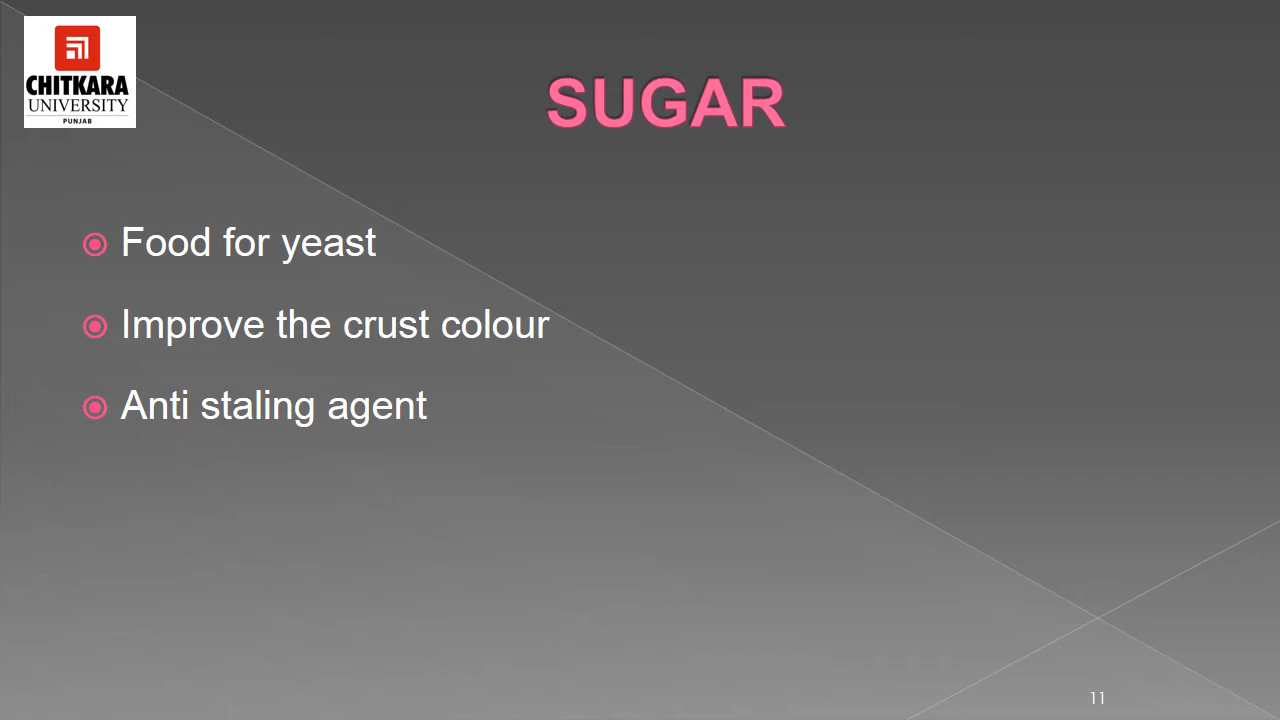 CHITKARA
UNIVERSITY
PUNJAB
SUGAR
Food for yeast
Improve the crust colour
Anti staling agent
11